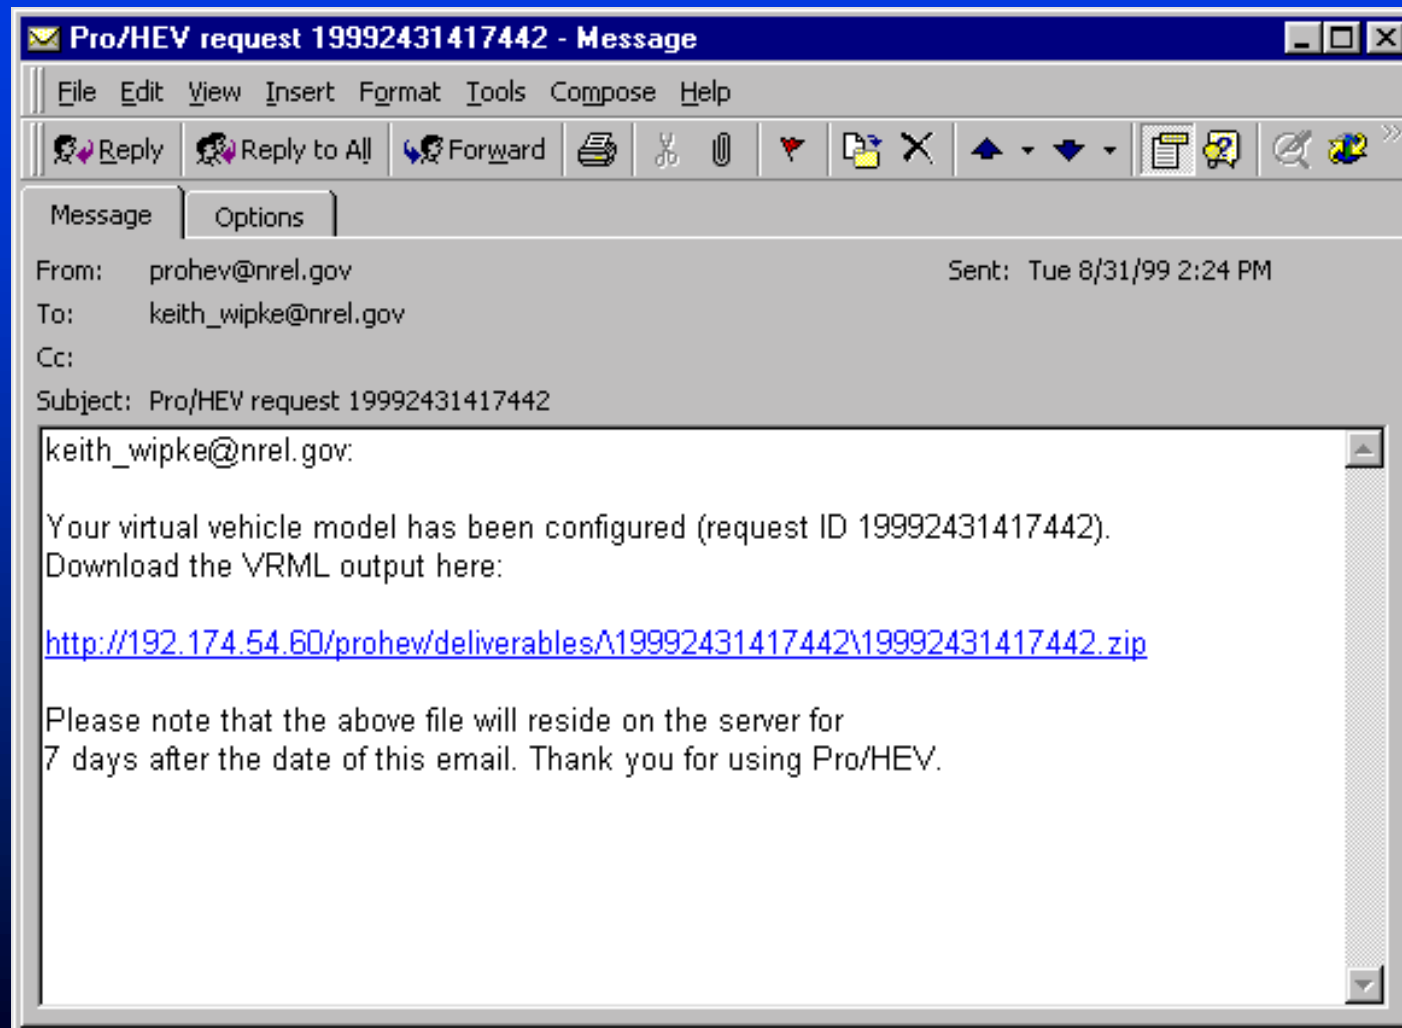 Pro/HEV request 19992431417442 - Message
File Edit View Insert Format Tools Compose Help
Reply Reply to All Forward
Message Options
From: prohev@nrel.gov Sent: Tue 8/31/99 2:24 PM
To: keith_wipke@nrel.gov
Cc:
Subject: Pro/HEV request 19992431417442
keith_wipke@nrel.gov:
Your virtual vehicle model has been configured (request ID 19992431417442).
Download the VRML output here:
http://192.174.54.60/prohev/deliverables/\19992431417442\19992431417442.zip
Please note that the above file will reside on the server for
7 days after the date of this email. Thank you for using Pro/HEV.